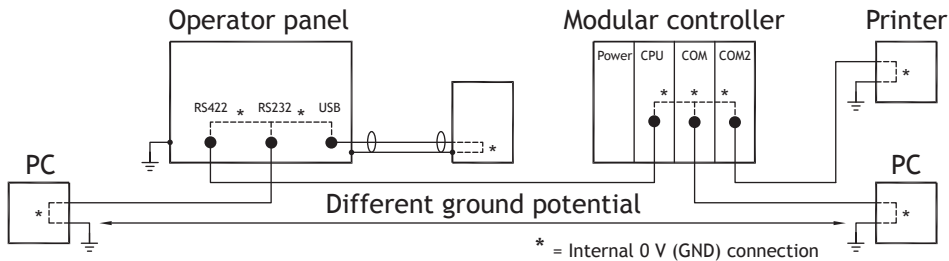 Operator panel
Modular controller
Printer
Power CPU COM COM2
* * *
*
RS422 * RS232 * USB
*
PC
PC
Different ground potential
*
*
* = Internal 0 V (GND) connection